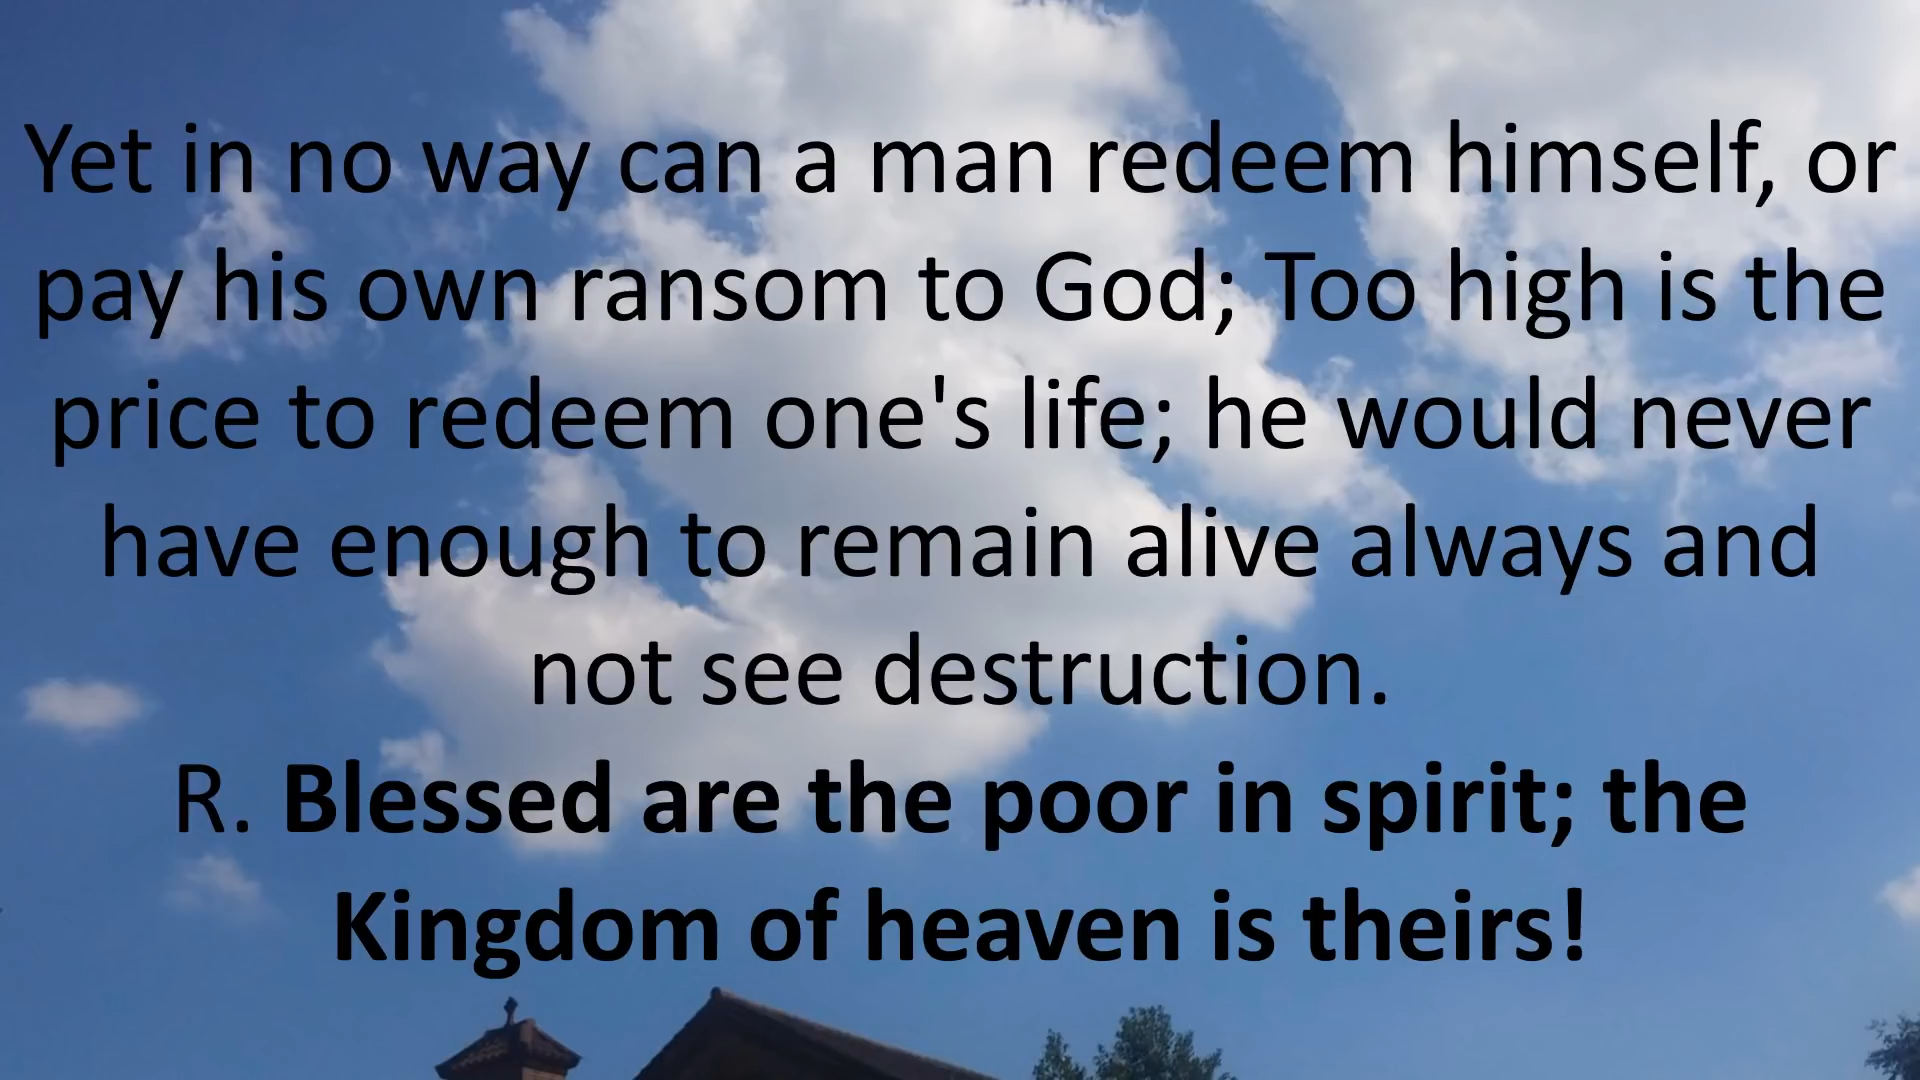 Yet in no way can a man redeem himself, or
pay his own ransom to God; Too high is the
price to redeem one's life; he would never
have enough to remain alive always and
not see destruction.
R. Blessed are the poor in spirit; the
Kingdom of heaven is theirs!